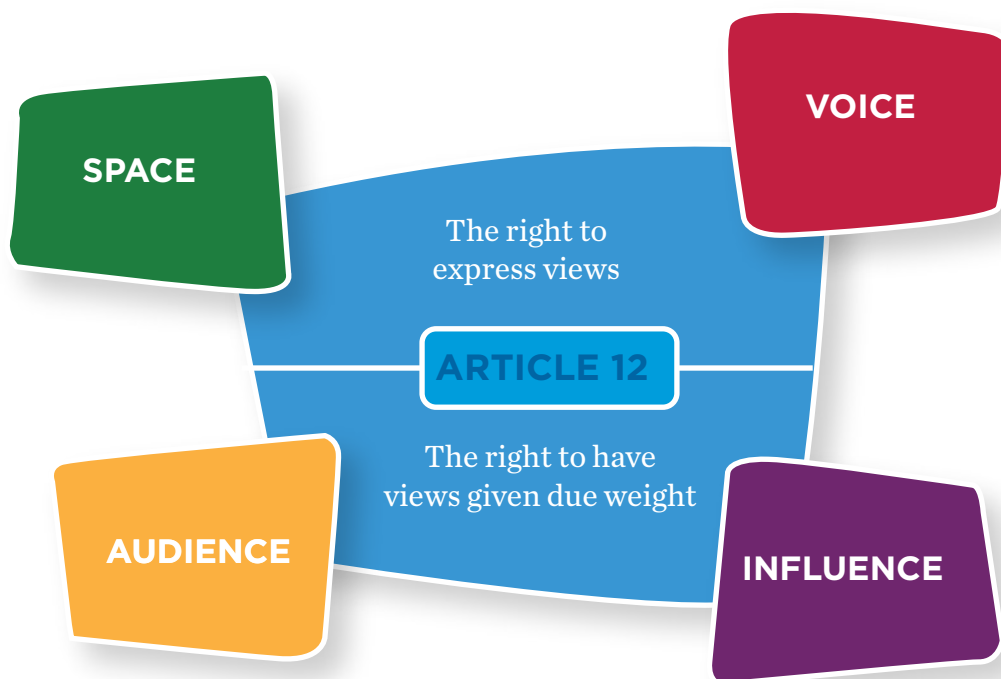 SPACE
VOICE
The right to
express views
ARTICLE 12
The right to have
views given due weight
AUDIENCE
INFLUENCE